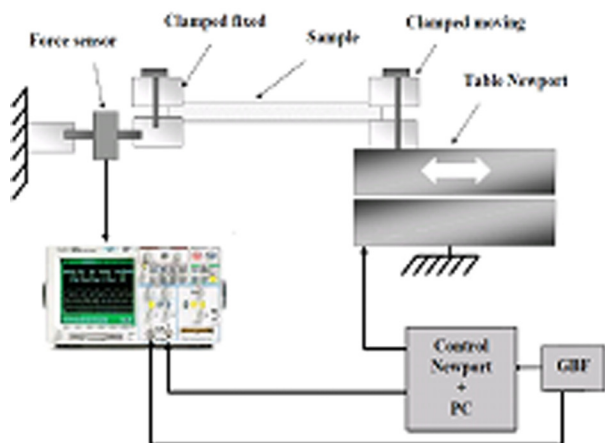 Clamped fixed
Sample
Clamped moving
Force sensor
Table Newport
Control
Newport
+
PC
GBF